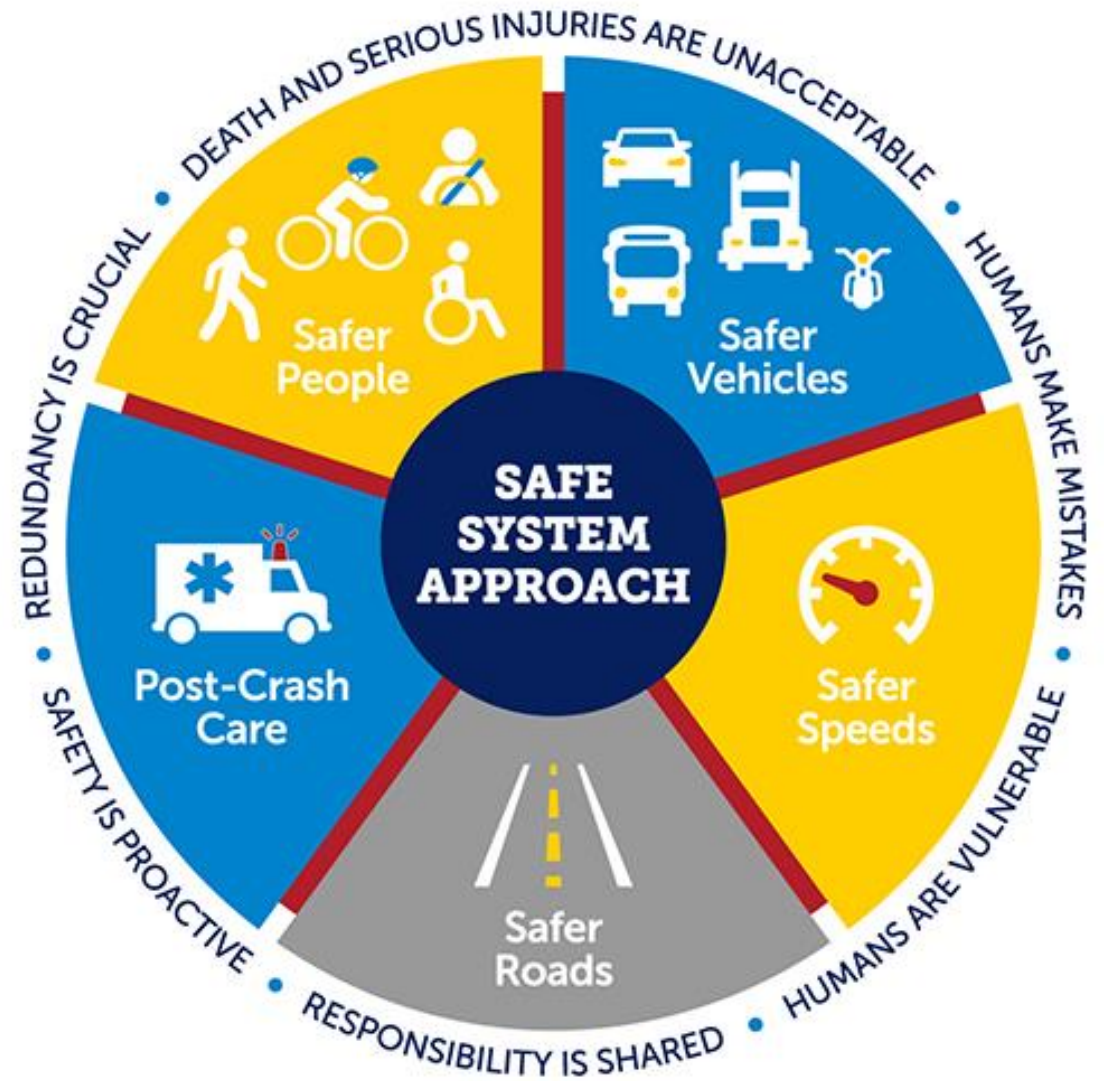 DEATH AND SERIOUS INJURIES ARE UNACCEPTABLE
HUMANS MAKE MISTAKES
HUMANS ARE VULNERABLE
RESPONSIBILITY IS SHARED
SAFETY IS PROACTIVE
REDUNDANCY IS CRUCIAL
Safer
People
Safer
Vehicles
SAFE
SYSTEM
APPROACH
Post-Crash
Care
Safer
Speeds
Safer
Roads